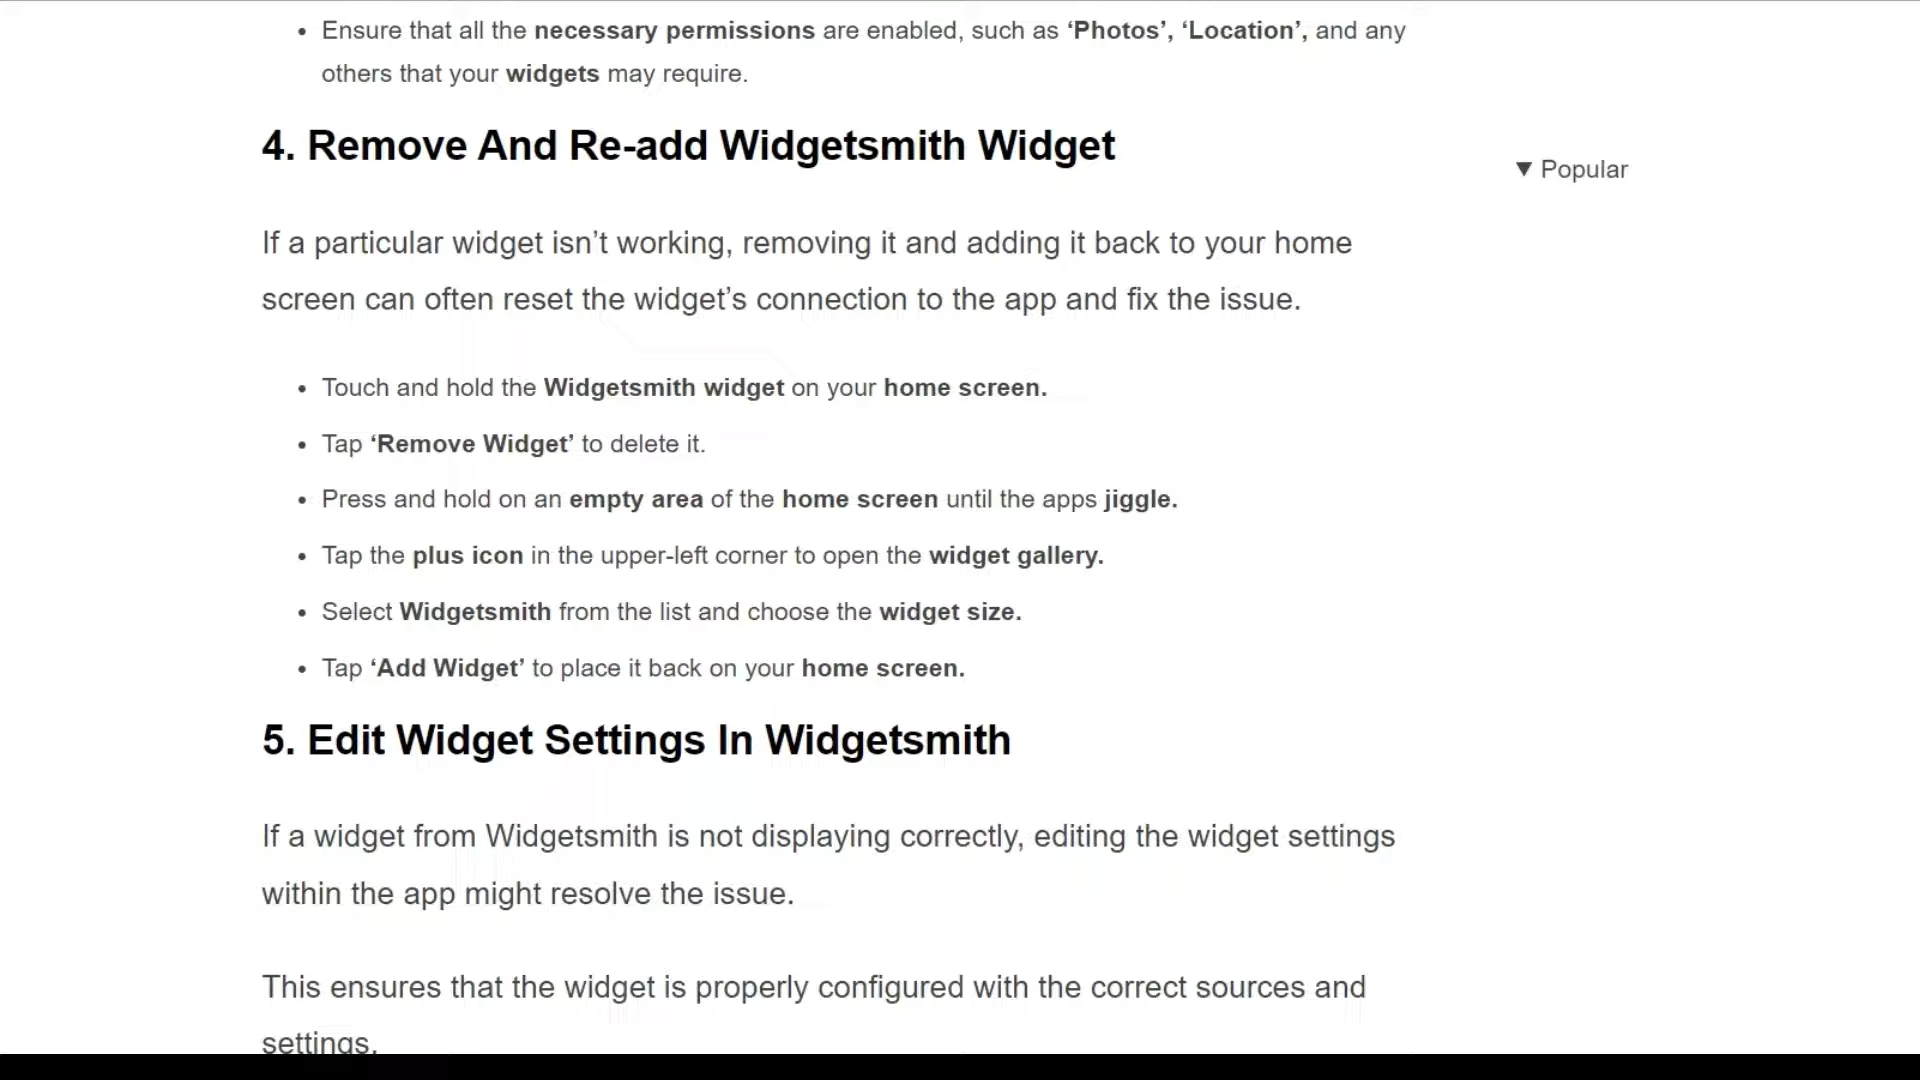 Ensure that all the necessary permissions are enabled, such as ‘Photos’, ‘Location’, and any
others that your widgets may require.
4. Remove And Re-add Widgetsmith Widget
▼ Popular
If a particular widget isn’t working, removing it and adding it back to your home
screen can often reset the widget’s connection to the app and fix the issue.
Touch and hold the Widgetsmith widget on your home screen.
Tap ‘Remove Widget’ to delete it.
Press and hold on an empty area of the home screen until the apps jiggle.
Tap the plus icon in the upper-left corner to open the widget gallery.
Select Widgetsmith from the list and choose the widget size.
Tap ‘Add Widget’ to place it back on your home screen.
5. Edit Widget Settings In Widgetsmith
If a widget from Widgetsmith is not displaying correctly, editing the widget settings
within the app might resolve the issue.
This ensures that the widget is properly configured with the correct sources and
settings.